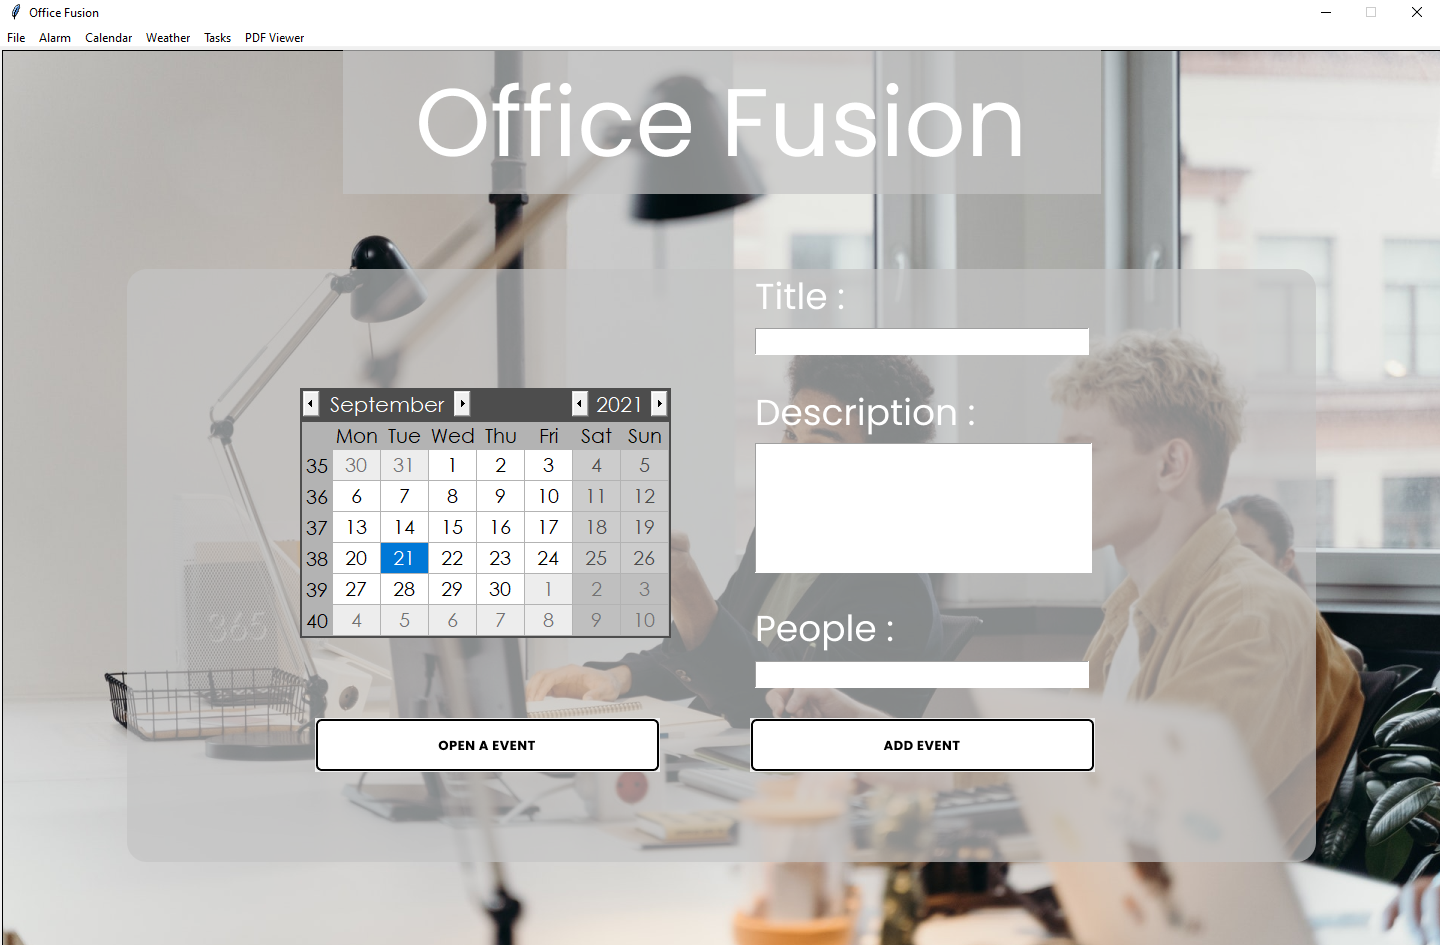 Office Fusion
File Alarm Calendar Weather Tasks PDF Viewer
Office Fusion
Title :
Description :
People :
September 2021
Mon Tue Wed Thu Fri Sat Sun
35 30 31 1 2 3 4 5
36 6 7 8 9 10 11 12
37 13 14 15 16 17 18 19
38 20 21 22 23 24 25 26
39 27 28 29 30 1 2 3
40 4 5 6 7 8 9 10
365
OPEN A EVENT
ADD EVENT